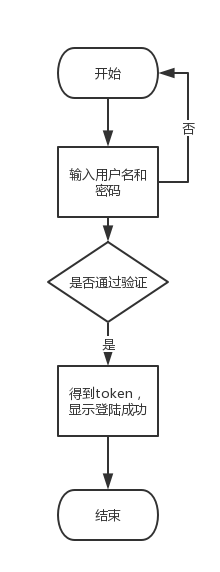 开始
否
输入用户名和
密码
是否通过验证
是
得到token，
显示登陆成功
结束